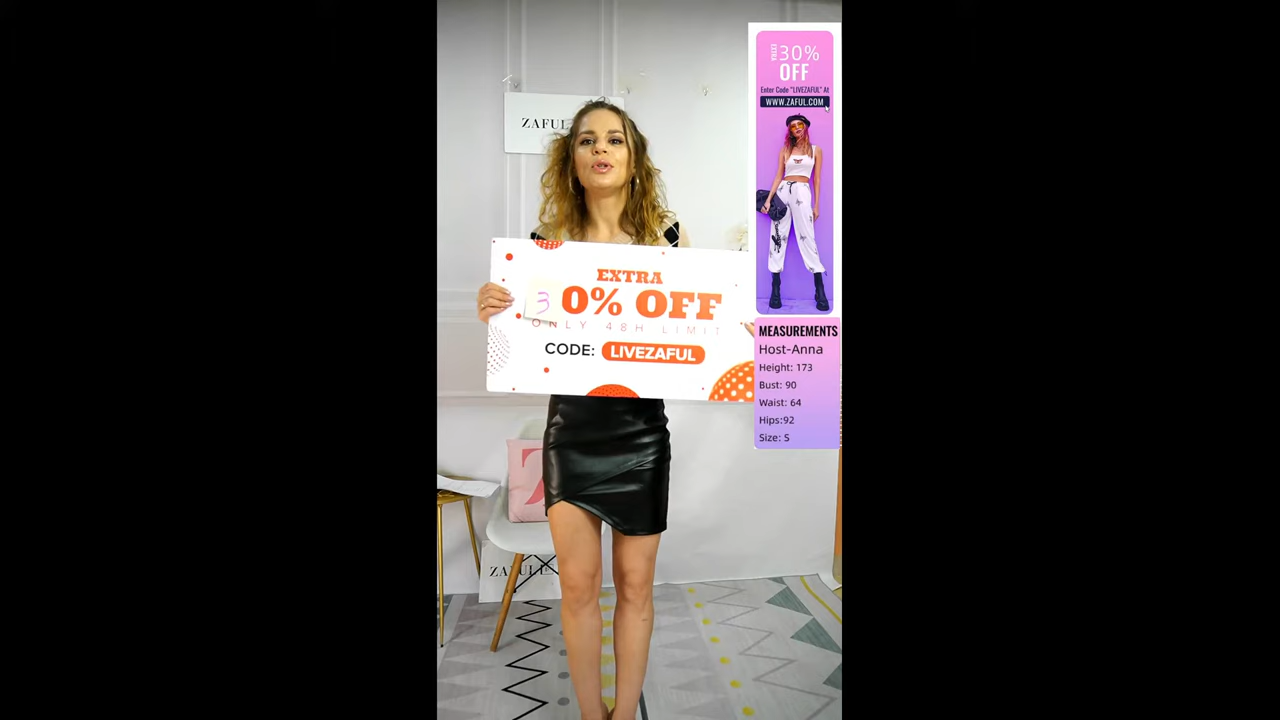 ZAFUL
EXTRA
30% OFF
ONLY 48H LIMIT
CODE: LIVEZAFUL
ZAFUL
EXTRA 30%
OFF
Enter Code "LIVEZAFUL" At
WWW.ZAFUL.COM
MEASUREMENTS
Host-Anna
Height: 173
Bust: 90
Waist: 64
Hips:92
Size: S